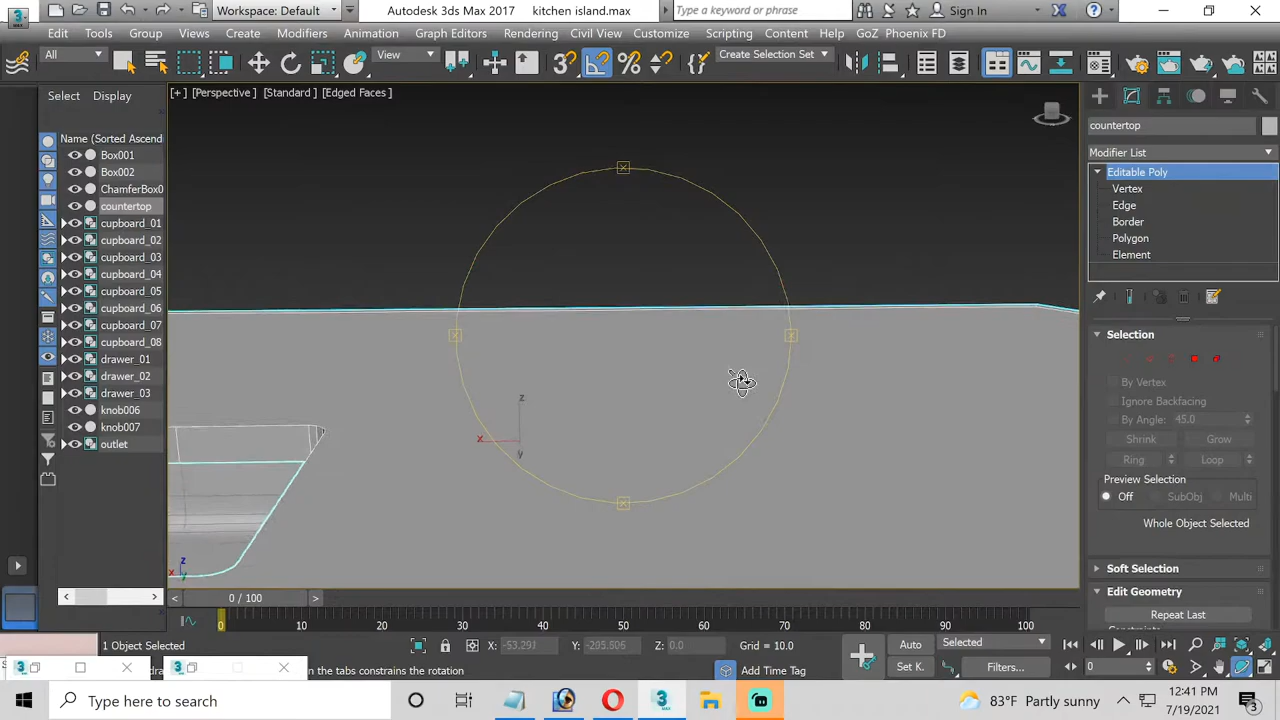 Workspace: Default
Autodesk 3ds Max 2017
kitchen island.max
Type a keyword or phrase
Sign In
MAX
Edit
Tools
Group
Views
Create
Modifiers
Animation
Graph Editors
Rendering
Civil View
Customize
Scripting
Content
Help
GoZ
Phoenix FD
All
View
Create Selection Set
Select
Display
[+] [Perspective] [Standard] [Edged Faces]
Name (Sorted Ascend
Box001
Box002
ChamferBox0
countertop
cupboard_01
cupboard_02
cupboard_03
cupboard_04
cupboard_05
cupboard_06
cupboard_07
cupboard_08
drawer_01
drawer_02
drawer_03
knob006
knob007
outlet
z
x
y
z
x
y
countertop
Modifier List
Editable Poly
Vertex
Edge
Border
Polygon
Element
Selection
By Vertex
Ignore Backfacing
By Angle: 45.0
Shrink
Grow
Ring
Loop
Preview Selection
Off
SubObj
Multi
Whole Object Selected
Soft Selection
Edit Geometry
Repeat Last
0 / 100
0 10 20 30 40 50 60 70 80 90 100
1 Object Selected
X: -53.291
Y: -205.606
Z: 0.0
Grid = 10.0
Auto
Selected
Set K.
Filters...
0
n the tabs constrains the rotation
Add Time Tag
Type here to search
83°F Partly sunny
12:41 PM
7/19/2021
3